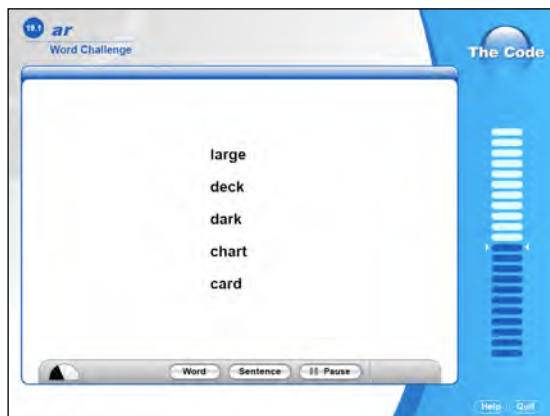 19.1 ar
Word Challenge
The Code
large
deck
dark
chart
card
Word Sentence Pause
Help Quit